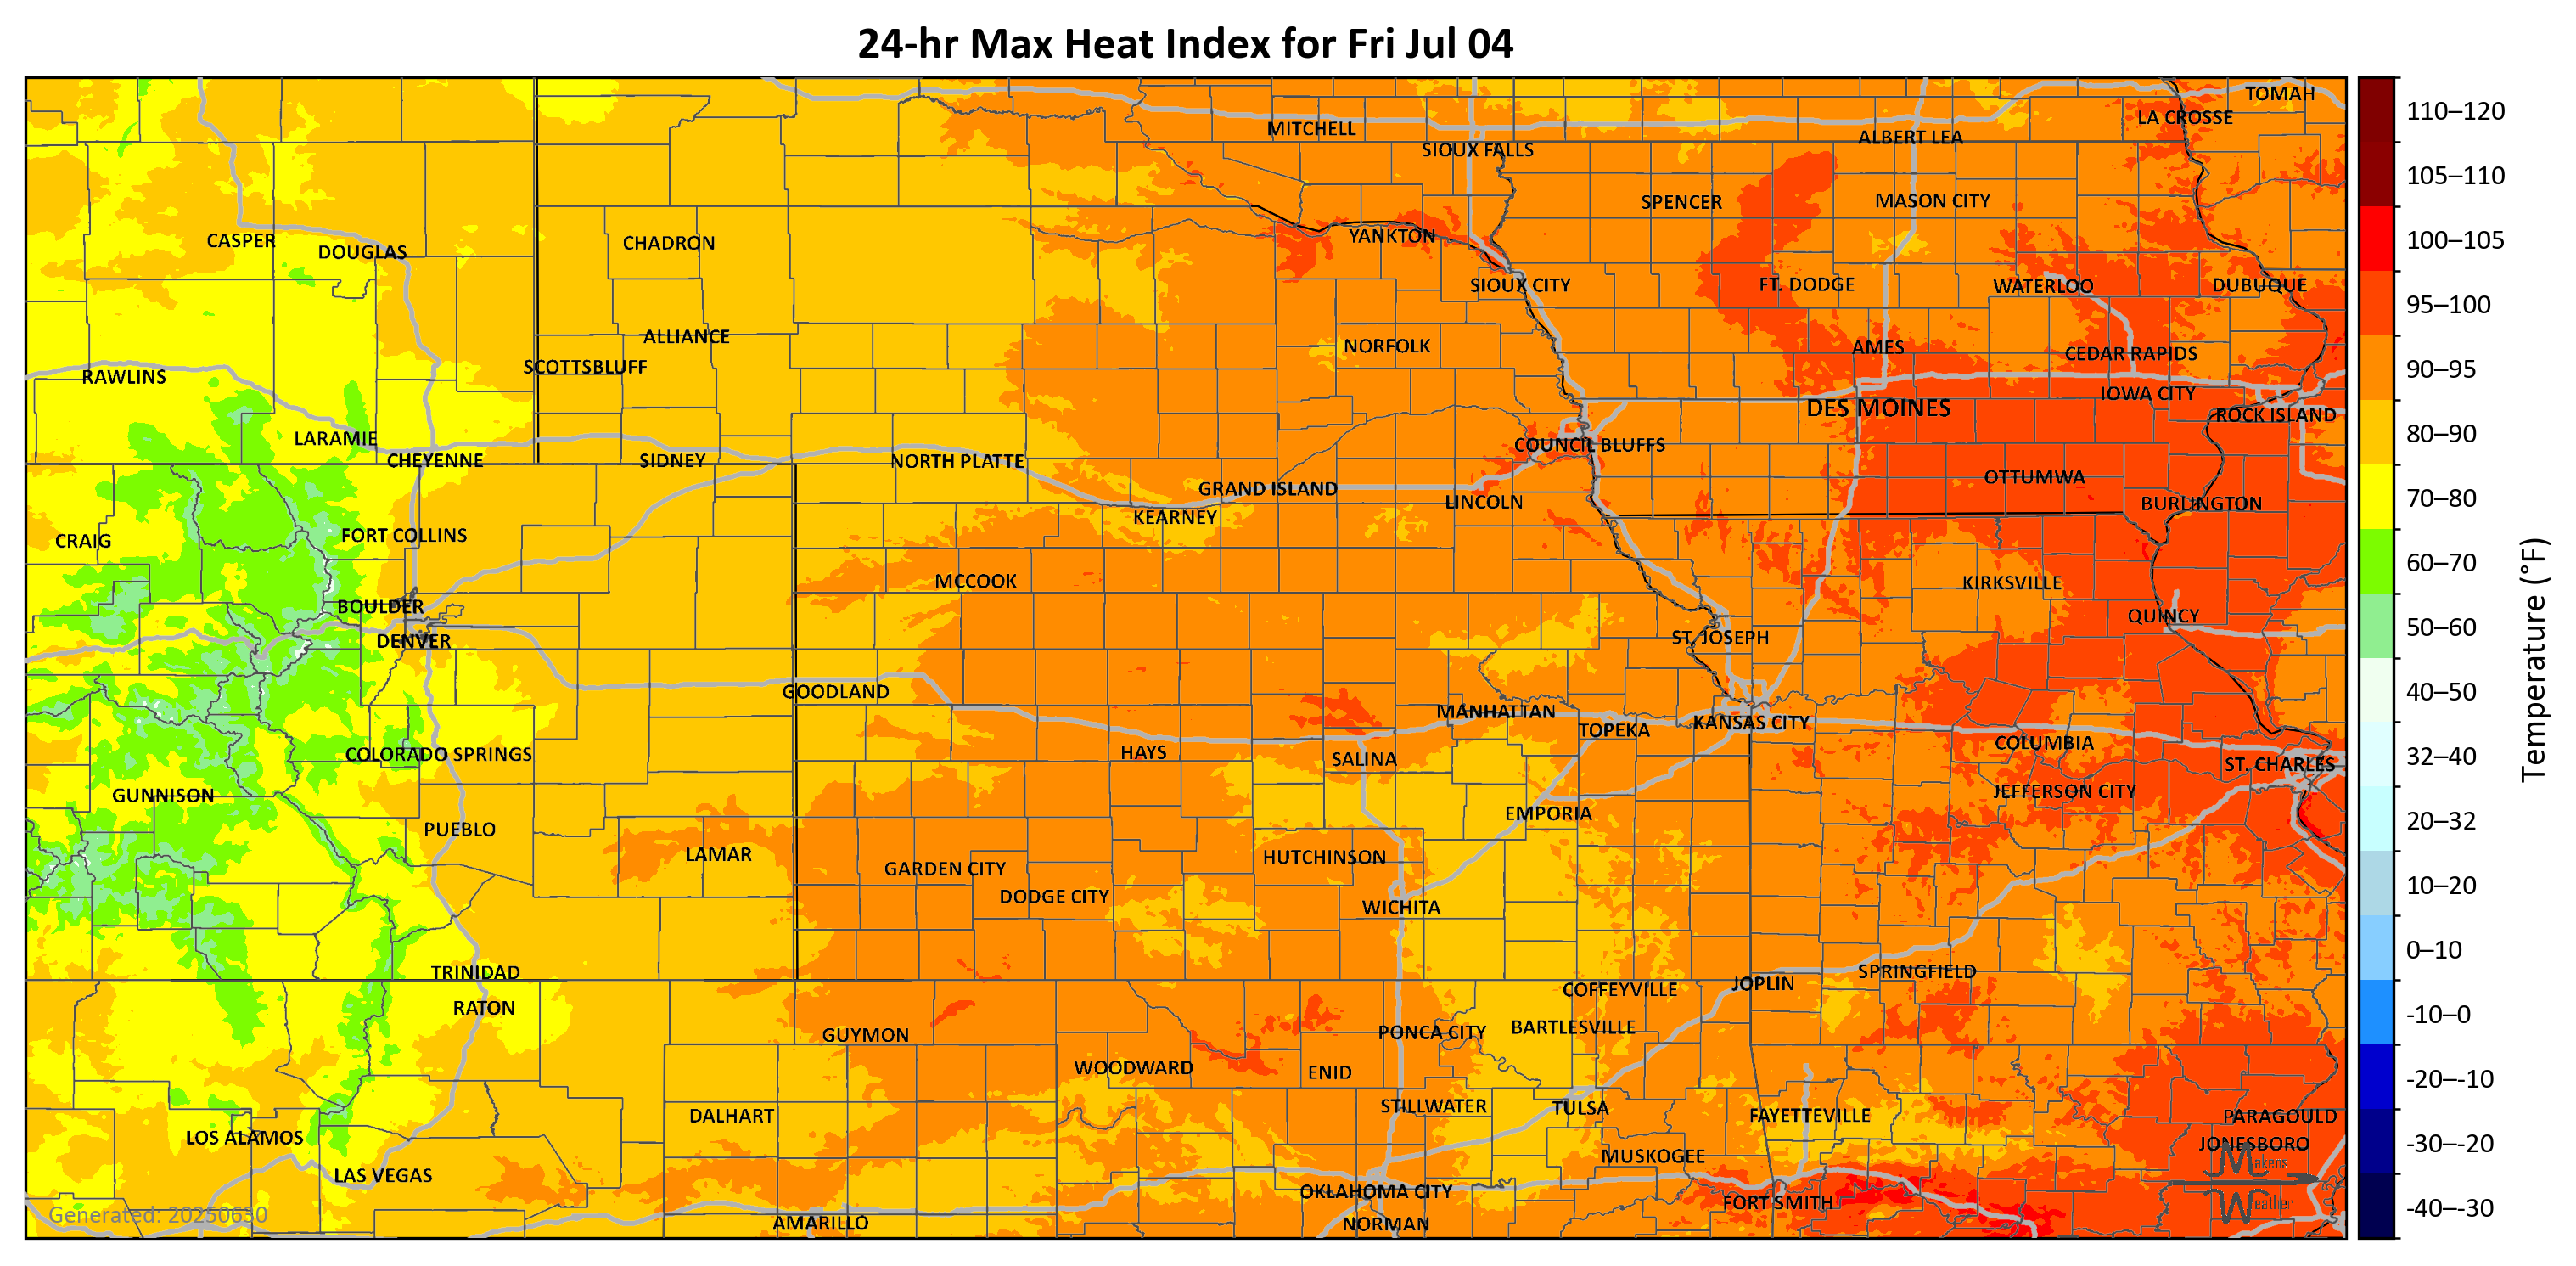 24-hr Max Heat Index for Fri Jul 04
TOMAH
LA CROSSE
MITCHELL
ALBERT LEA
SIOUX FALLS
SPENCER
MASON CITY
CASPER
DOUGLAS
CHADRON
YANKTON
SIOUX CITY
FT. DODGE
WATERLOO
DUBUQUE
ALLIANCE
NORFOLK
AMES
CEDAR RAPIDS
SCOTTSBLUFF
RAWLINS
IOWA CITY
DES MOINES
ROCK ISLAND
LARAMIE
COUNCIL BLUFFS
CHEYENNE
SIDNEY
NORTH PLATTE
OTTUMWA
GRAND ISLAND
LINCOLN
BURLINGTON
KEARNEY
FORT COLLINS
CRAIG
MCCOOK
KIRKSVILLE
BOULDER
QUINCY
DENVER
ST. JOSEPH
GOODLAND
MANHATTAN
TOPEKA
KANSAS CITY
COLORADO SPRINGS
HAYS
SALINA
COLUMBIA
ST. CHARLES
GUNNISON
JEFFERSON CITY
EMPORIA
PUEBLO
LAMAR
HUTCHINSON
GARDEN CITY
DODGE CITY
WICHITA
TRINIDAD
SPRINGFIELD
JOPLIN
COFFEYVILLE
RATON
GUYMON
PONCA CITY
BARTLESVILLE
WOODWARD
ENID
DALHART
STILLWATER
TULSA
FAYETTEVILLE
PARAGOULD
LOS ALAMOS
JONESBORO
MUSKOGEE
LAS VEGAS
OKLAHOMA CITY
FORT SMITH
AMARILLO
NORMAN
Generated: 20250630
Makens
Weather
110–120
105–110
100–105
95–100
90–95
80–90
70–80
60–70
50–60
40–50
32–40
20–32
10–20
0–10
-10–0
-20–-10
-30–-20
-40–-30
Temperature (°F)